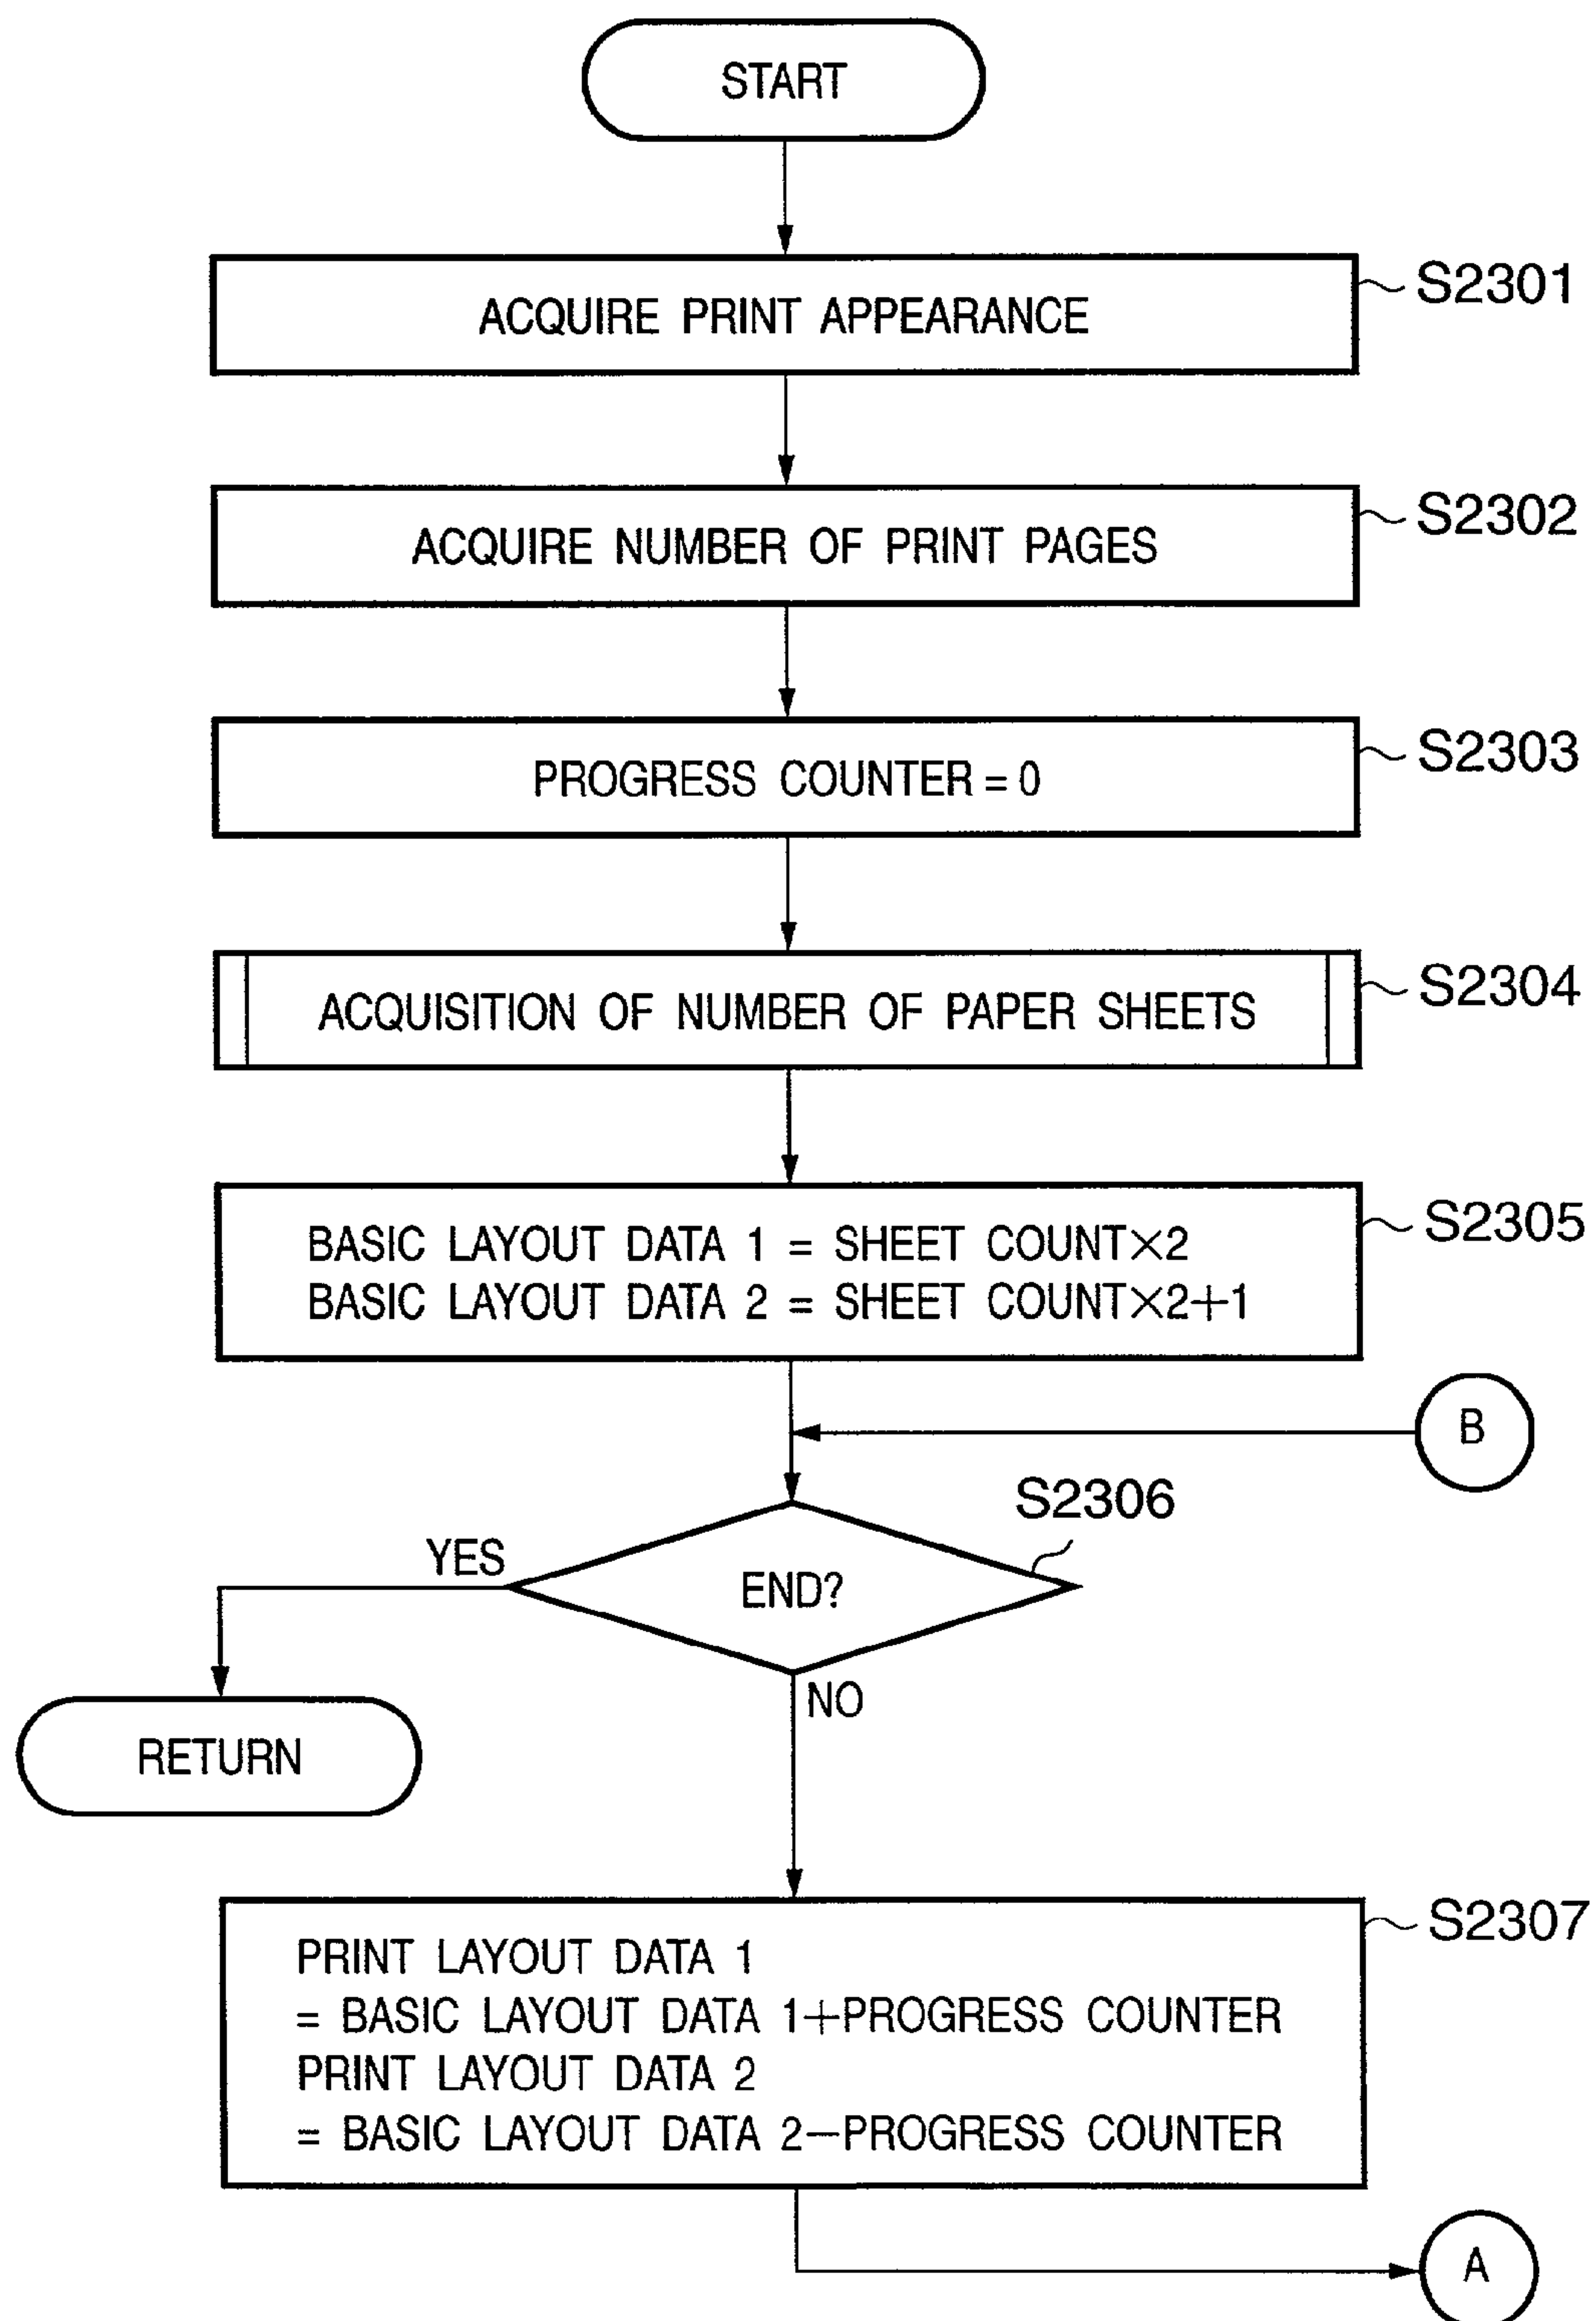 START
ACQUIRE PRINT APPEARANCE
S2301
ACQUIRE NUMBER OF PRINT PAGES
S2302
PROGRESS COUNTER = 0
S2303
ACQUISITION OF NUMBER OF PAPER SHEETS
S2304
BASIC LAYOUT DATA 1 = SHEET COUNT×2
BASIC LAYOUT DATA 2 = SHEET COUNT×2+1
S2305
B
S2306
YES
END?
NO
RETURN
S2307
PRINT LAYOUT DATA 1
= BASIC LAYOUT DATA 1+PROGRESS COUNTER
PRINT LAYOUT DATA 2
= BASIC LAYOUT DATA 2−PROGRESS COUNTER
A